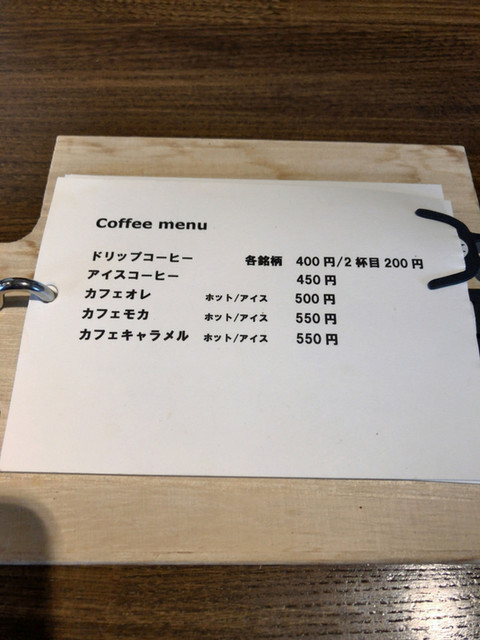 Coffee menu
ドリップコーヒー 各銘柄 400円/2杯目200円
アイスコーヒー 450円
カフェオレ ホット/アイス 500円
カフェモカ ホット/アイス 550円
カフェキャラメル ホット/アイス 550円